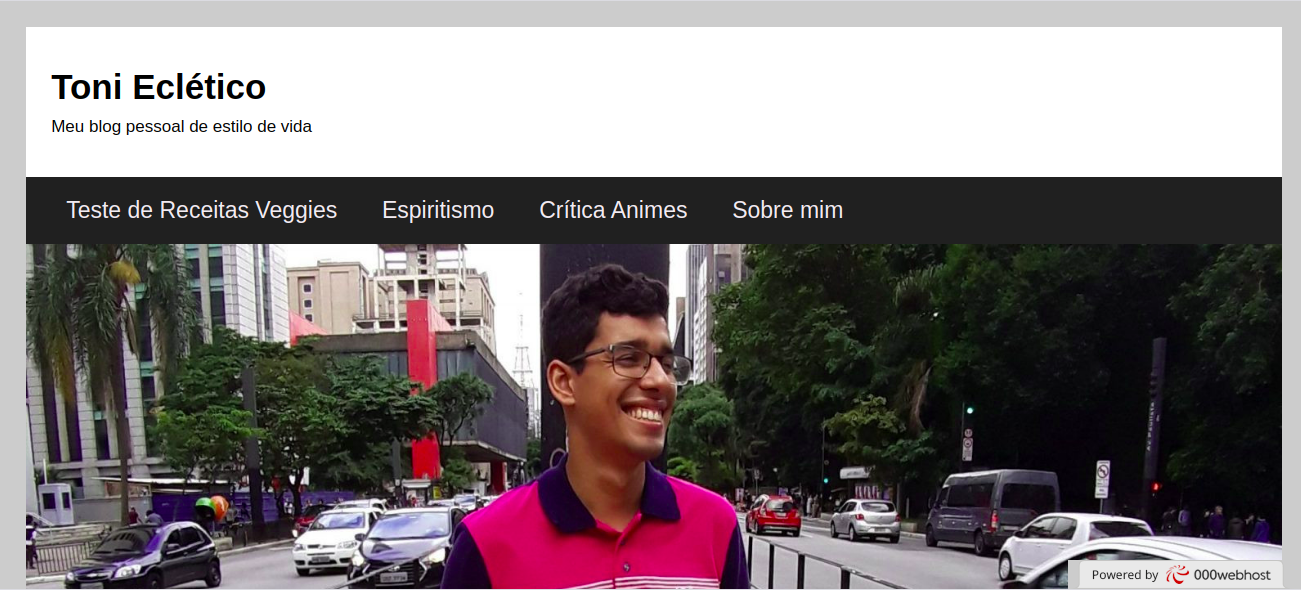 Toni Eclético
Meu blog pessoal de estilo de vida
Teste de Receitas Veggies Espiritismo Crítica Animes Sobre mim
Powered by 000webhost